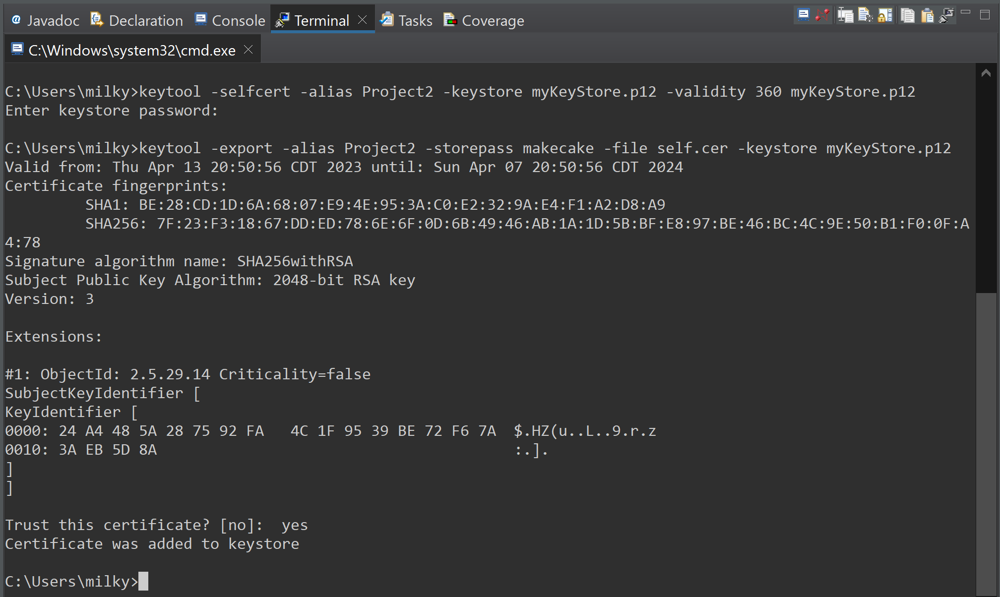 Javadoc Declaration Console Terminal Tasks Coverage
C:\Windows\system32\cmd.exe
C:\Users\milky>keytool -selfcert -alias Project2 -keystore myKeyStore.p12 -validity 360 myKeyStore.p12
Enter keystore password:
C:\Users\milky>keytool -export -alias Project2 -storepass makecake -file self.cer -keystore myKeyStore.p12
Valid from: Thu Apr 13 20:50:56 CDT 2023 until: Sun Apr 07 20:50:56 CDT 2024
Certificate fingerprints:
SHA1: BE:28:CD:1D:6A:68:07:E9:4E:95:3A:C0:E2:32:9A:E4:F1:A2:D8:A9
SHA256: 7F:23:F3:18:67:DD:ED:78:6E:6F:0D:6B:49:46:AB:1A:1D:5B:BF:E8:97:BE:46:BC:4C:9E:50:B1:F0:0F:A
4:78
Signature algorithm name: SHA256withRSA
Subject Public Key Algorithm: 2048-bit RSA key
Version: 3
Extensions:
#1: ObjectId: 2.5.29.14 Criticality=false
SubjectKeyIdentifier [
KeyIdentifier [
0000: 24 A4 48 5A 28 75 92 FA   4C 1F 95 39 BE 72 F6 7A  $.HZ(u..L..9.r.z
0010: 3A EB 5D 8A                                        :.].
]
]
Trust this certificate? [no]:  yes
Certificate was added to keystore
C:\Users\milky>